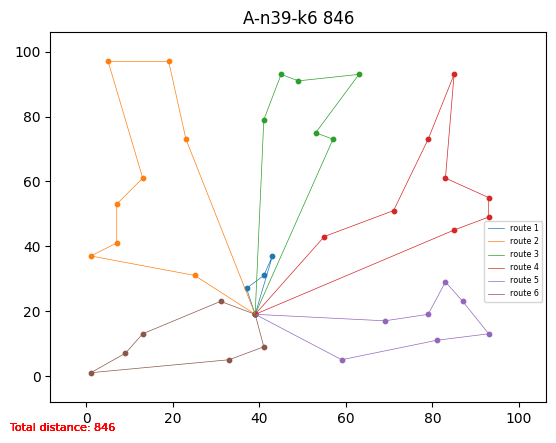 A-n39-k6 846
100
80
60
40
20
0
route 1
route 2
route 3
route 4
route 5
route 6
0 20 40 60 80 100
Total distance: 846